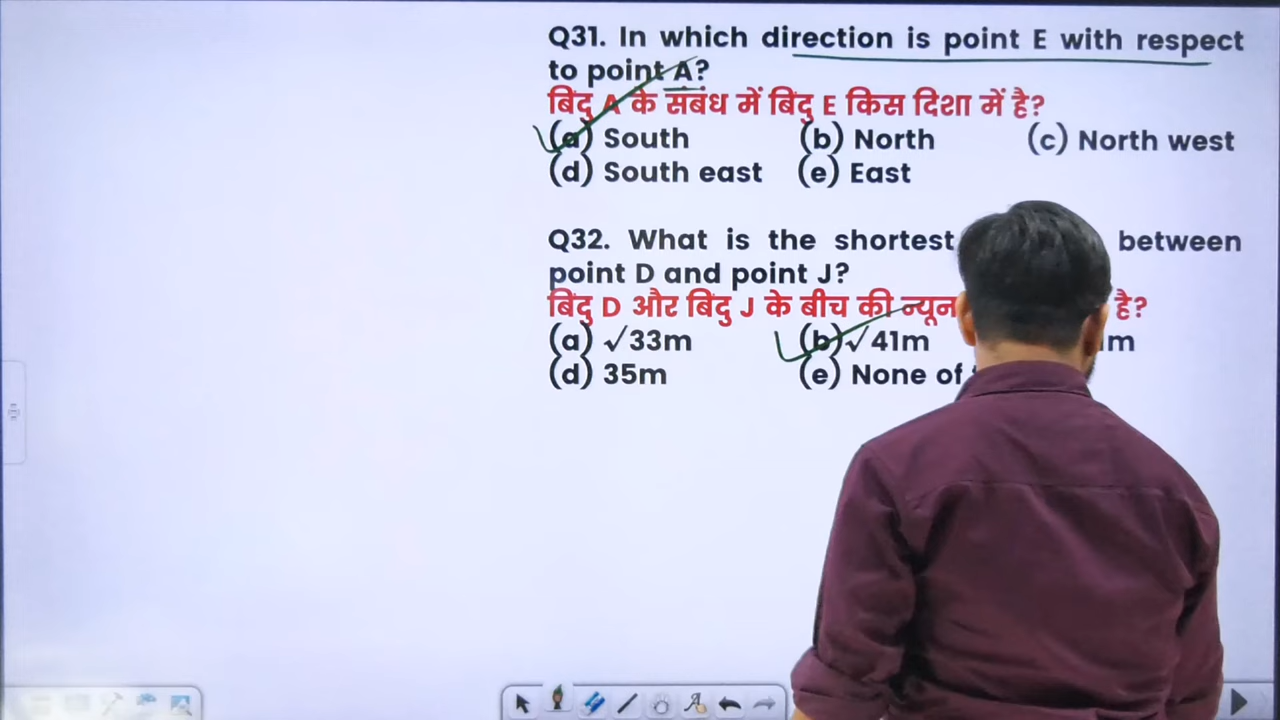 Q31. In which direction is point E with respect
to point A?
बिंदु A के संबंध में बिंदु E किस दिशा में है?
(a) South (b) North (c) North west
(d) South east (e) East
Q32. What is the shortest between
point D and point J?
बिंदु D और बिंदु J के बीच की है?
(a) √33m (b) √41m m
(d) 35m (e) None of